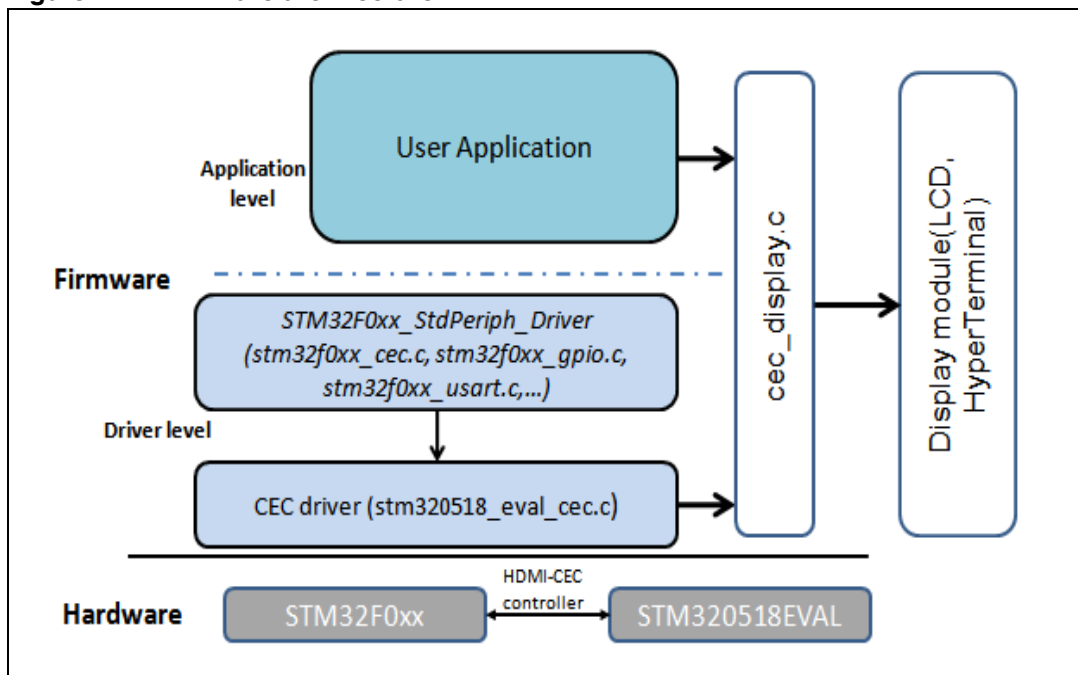 User Application
Application
level
Firmware
STM32F0xx_StdPeriph_Driver
(stm32f0xx_cec.c, stm32f0xx_gpio.c,
stm32f0xx_usart.c,...)
Driver level
CEC driver (stm320518_eval_cec.c)
cec_display.c
Display module(LCD,
HyperTerminal)
Hardware
STM32F0xx
HDMI-CEC
controller
STM320518EVAL